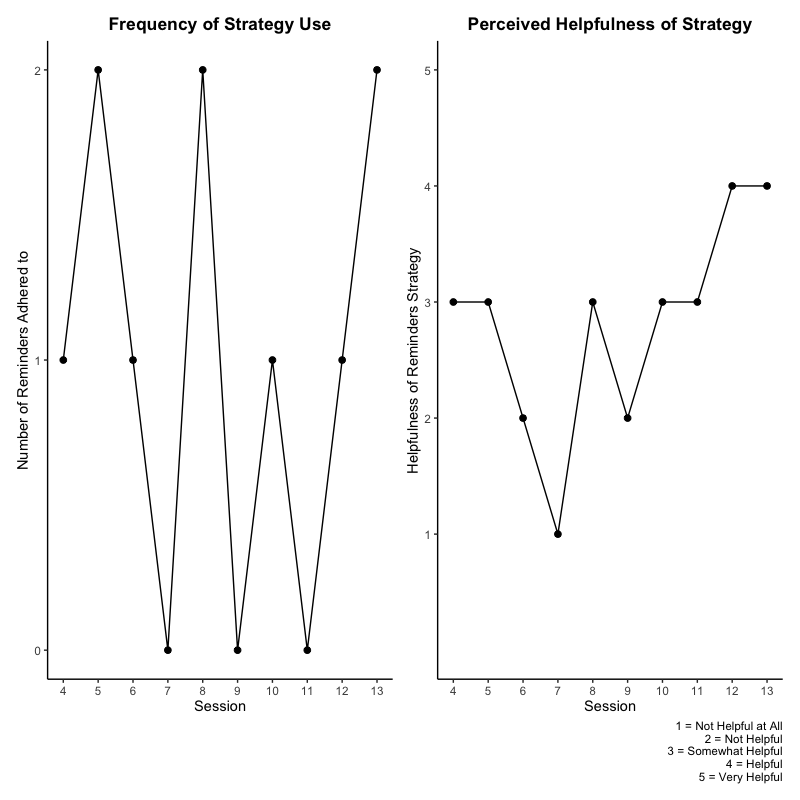 Frequency of Strategy Use
Number of Reminders Adhered to
2
1
0
4 5 6 7 8 9 10 11 12 13
Session
Perceived Helpfulness of Strategy
Helpfulness of Reminders Strategy
5
4
3
2
1
4 5 6 7 8 9 10 11 12 13
Session
1 = Not Helpful at All
2 = Not Helpful
3 = Somewhat Helpful
4 = Helpful
5 = Very Helpful